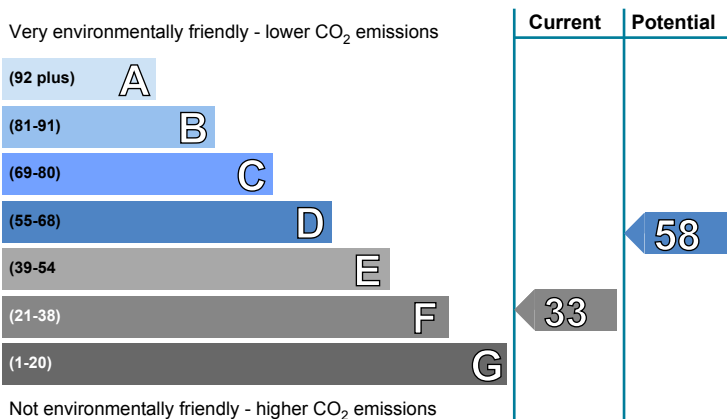 Current Potential
Very environmentally friendly - lower CO2 emissions
(92 plus) A
(81-91) B
(69-80) C
(55-68) D
58
(39-54 E
(21-38) F
33
(1-20) G
Not environmentally friendly - higher CO2 emissions